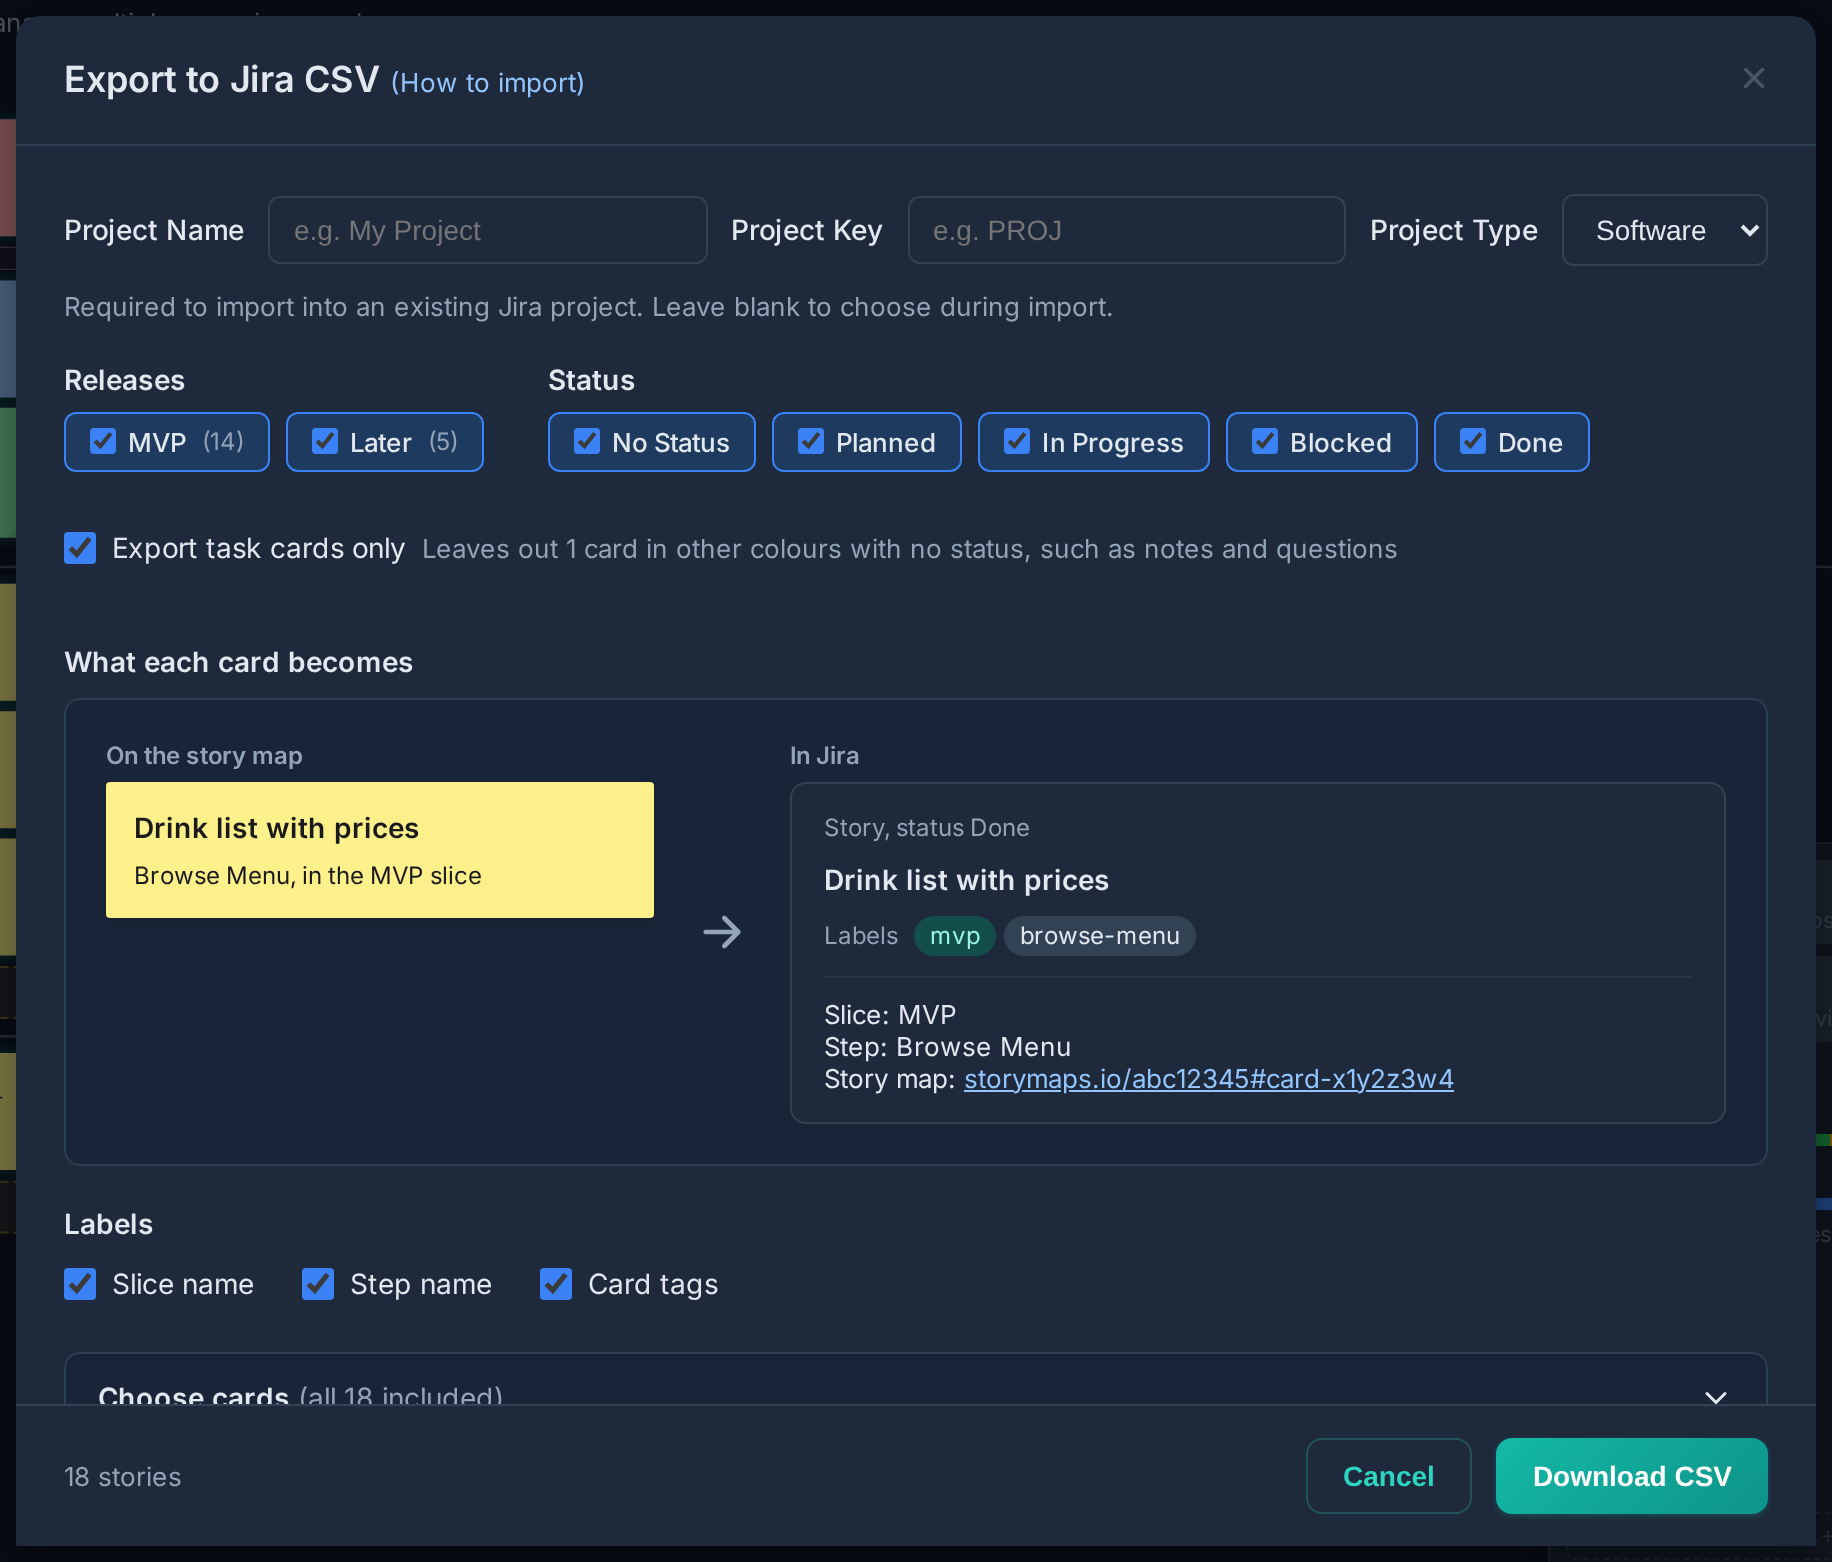 Export to Jira CSV (How to import)
Project Name e.g. My Project Project Key e.g. PROJ Project Type Software
Required to import into an existing Jira project. Leave blank to choose during import.
Releases Status
MVP (14) Later (5) No Status Planned In Progress Blocked Done
Export task cards only Leaves out 1 card in other colours with no status, such as notes and questions
What each card becomes
On the story map
Drink list with prices
Browse Menu, in the MVP slice
In Jira
Story, status Done
Drink list with prices
Labels mvp browse-menu
Slice: MVP
Step: Browse Menu
Story map: storymaps.io/abc12345#card-x1y2z3w4
Labels
Slice name Step name Card tags
Choose cards (all 18 included)
18 stories Cancel Download CSV